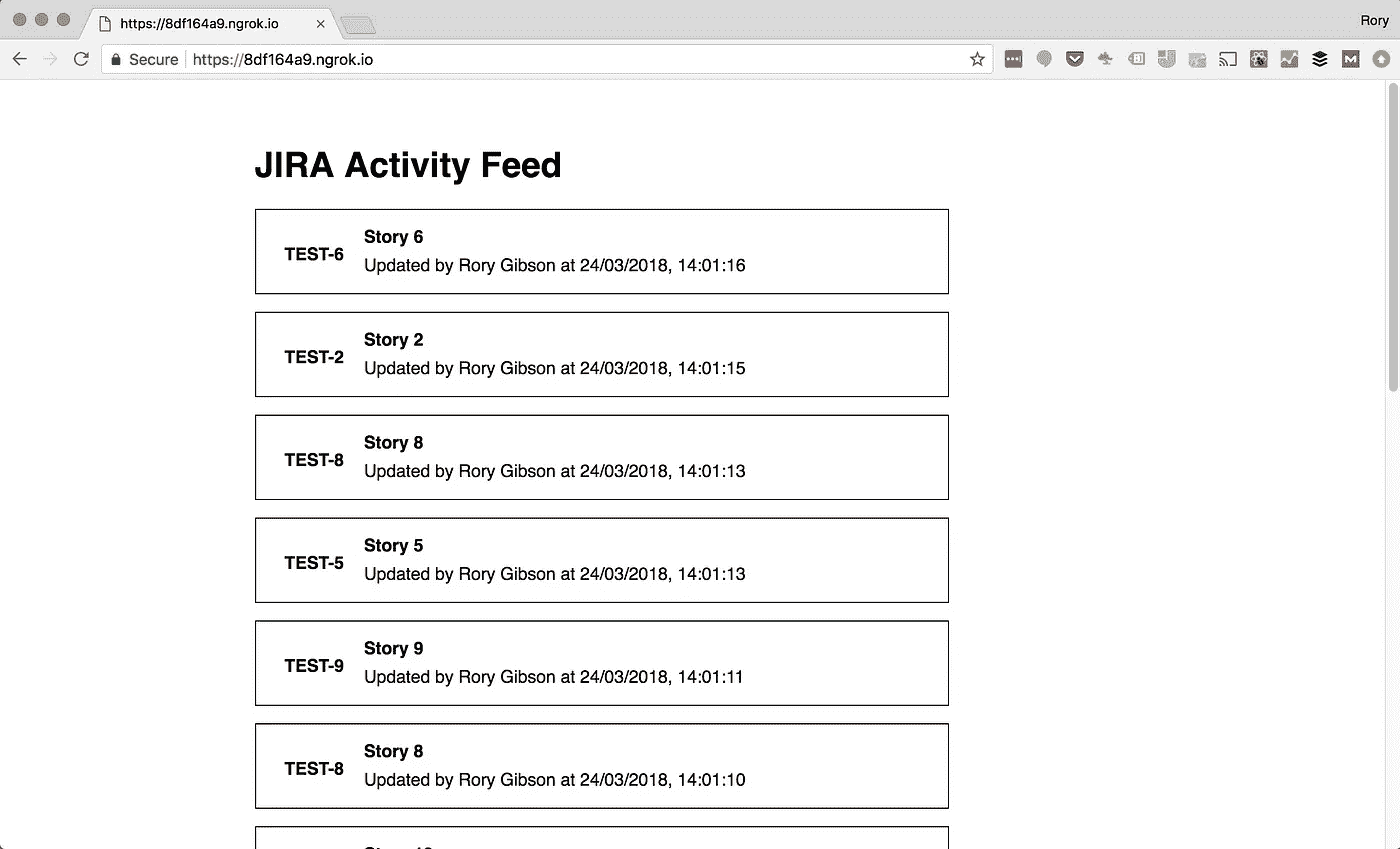 https://8df164a9.ngrok.io
Rory
Secure https://8df164a9.ngrok.io
JIRA Activity Feed
TEST-6
Story 6
Updated by Rory Gibson at 24/03/2018, 14:01:16
TEST-2
Story 2
Updated by Rory Gibson at 24/03/2018, 14:01:15
TEST-8
Story 8
Updated by Rory Gibson at 24/03/2018, 14:01:13
TEST-5
Story 5
Updated by Rory Gibson at 24/03/2018, 14:01:13
TEST-9
Story 9
Updated by Rory Gibson at 24/03/2018, 14:01:11
TEST-8
Story 8
Updated by Rory Gibson at 24/03/2018, 14:01:10